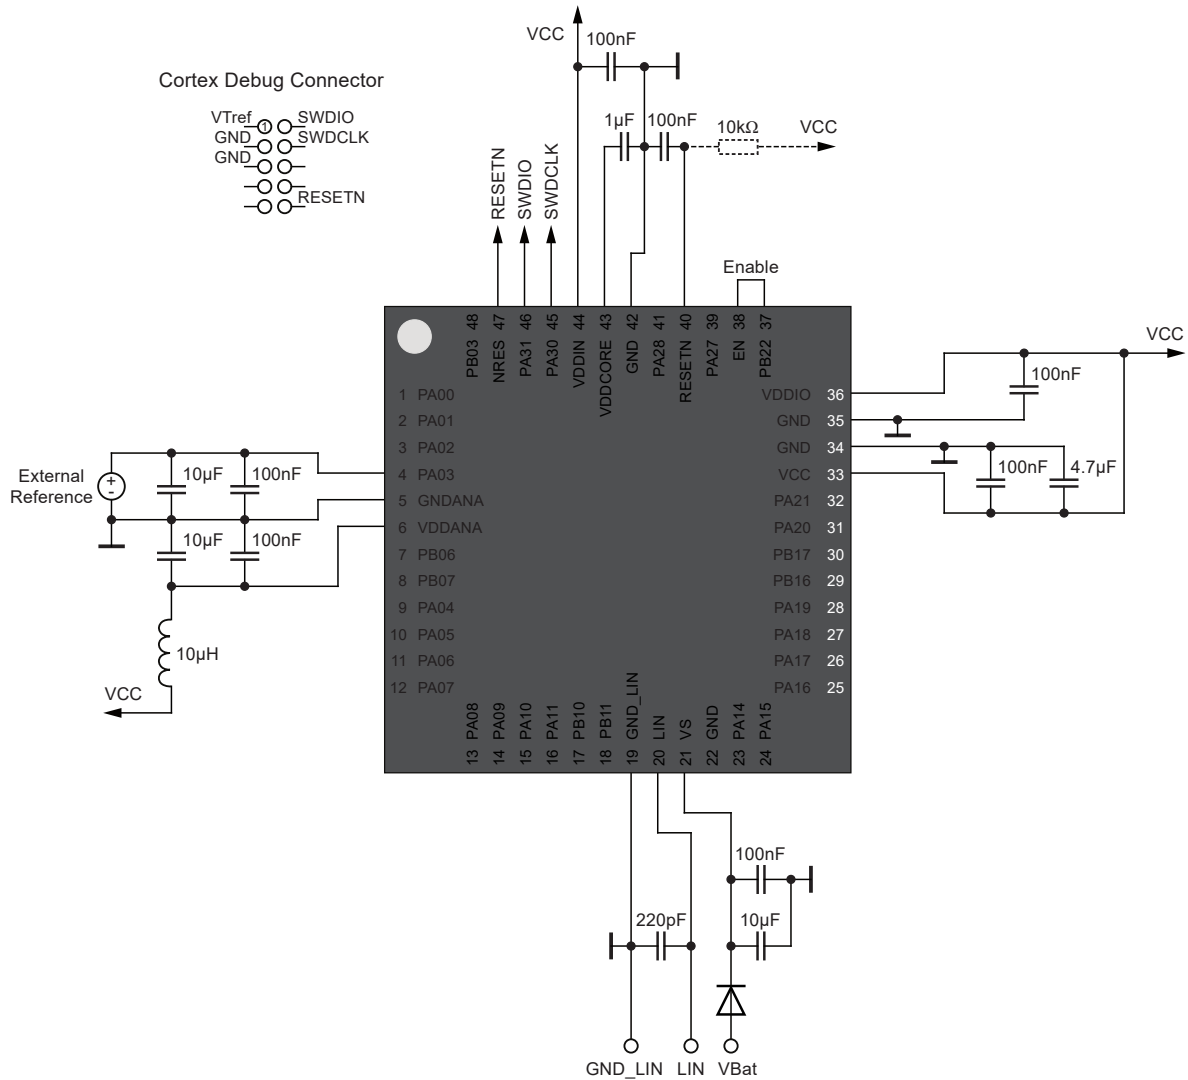 VCC
100nF
Cortex Debug Connector
VTref 1 SWDIO
GND SWDCLK
GND
RESETN
1µF 100nF 10kΩ VCC
RESETN
SWDIO
SWDCLK
Enable
48 PB03
47 NRES
46 PA31
45 PA30
44 VDDIN
43 VDDCORE
42 GND
41 PA28
40 RESETN
39 PA27
38 EN
37 PB22
1 PA00
2 PA01
3 PA02
4 PA03
5 GNDANA
6 VDDANA
7 PB06
8 PB07
9 PA04
10 PA05
11 PA06
12 PA07
VDDIO 36
GND 35
GND 34
VCC 33
PA21 32
PA20 31
PB17 30
PB16 29
PA19 28
PA18 27
PA17 26
PA16 25
VCC
100nF
100nF 4.7µF
External
Reference
+
-
10µF 100nF
10µF 100nF
10µH
VCC
13 PA08
14 PA09
15 PA10
16 PA11
17 PB10
18 PB11
19 GND_LIN
20 LIN
21 VS
22 GND
23 PA14
24 PA15
100nF
220pF 10µF
GND_LIN LIN VBat